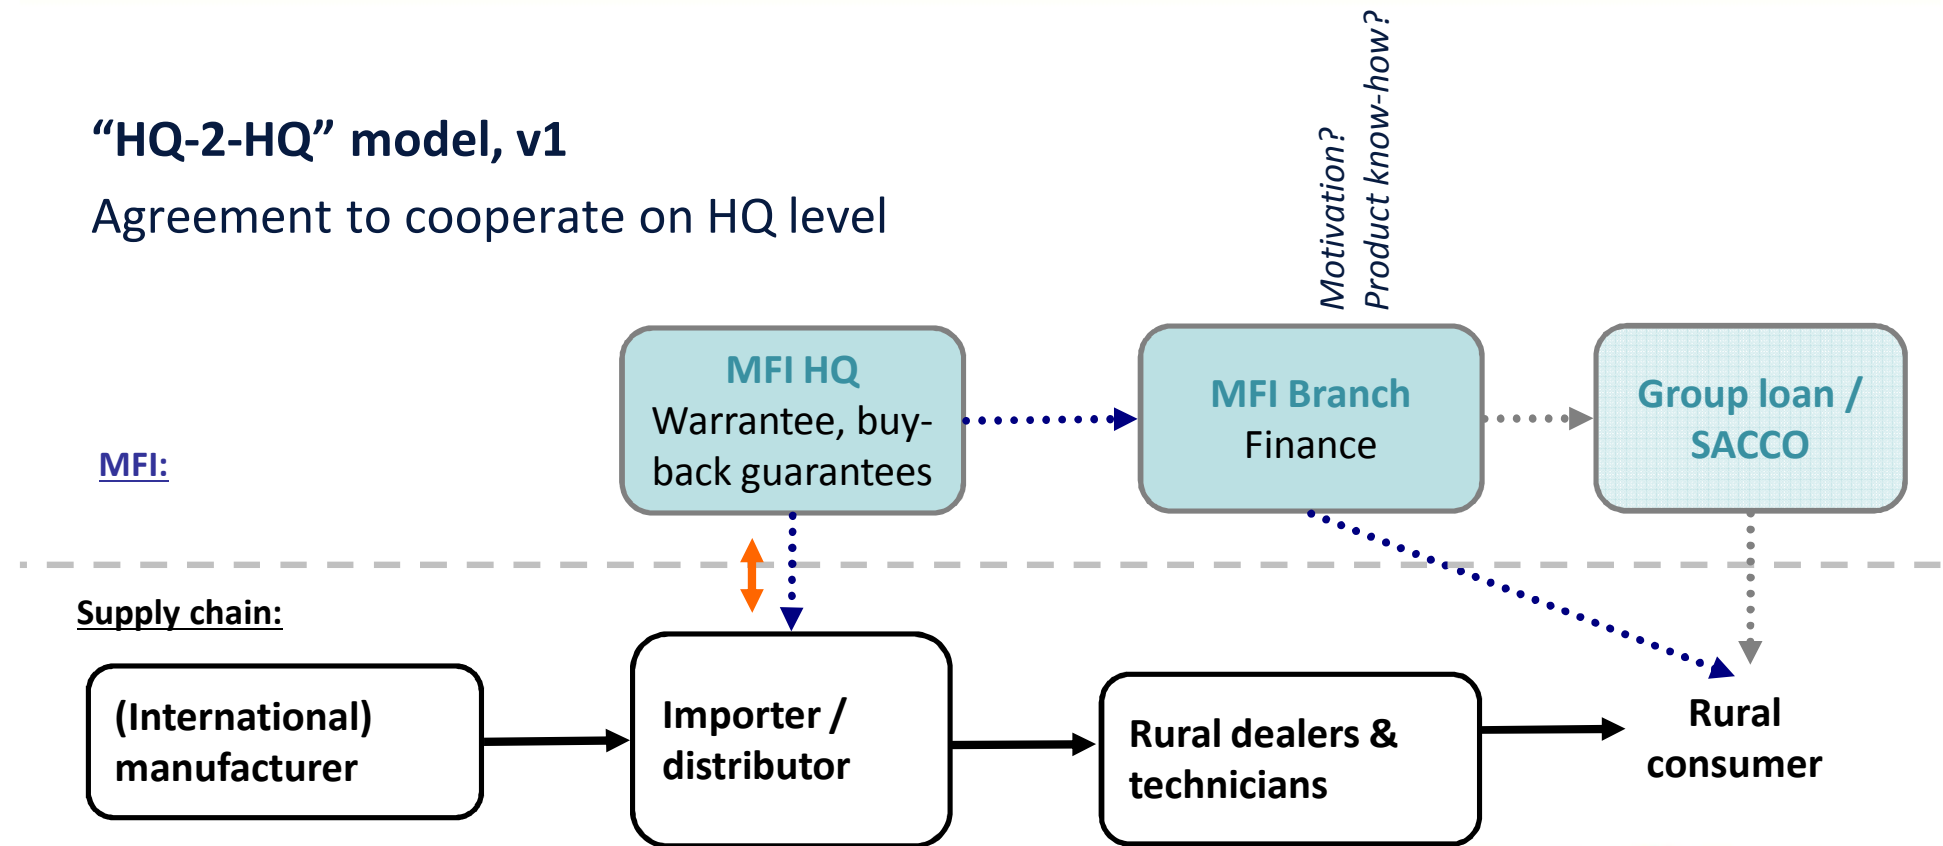 “HQ-2-HQ” model, v1
Agreement to cooperate on HQ level
Motivation?
Product know-how?
MFI:
MFI HQ
Warrantee, buy-
back guarantees
MFI Branch
Finance
Group loan /
SACCO
Supply chain:
(International)
manufacturer
Importer /
distributor
Rural dealers &
technicians
Rural
consumer